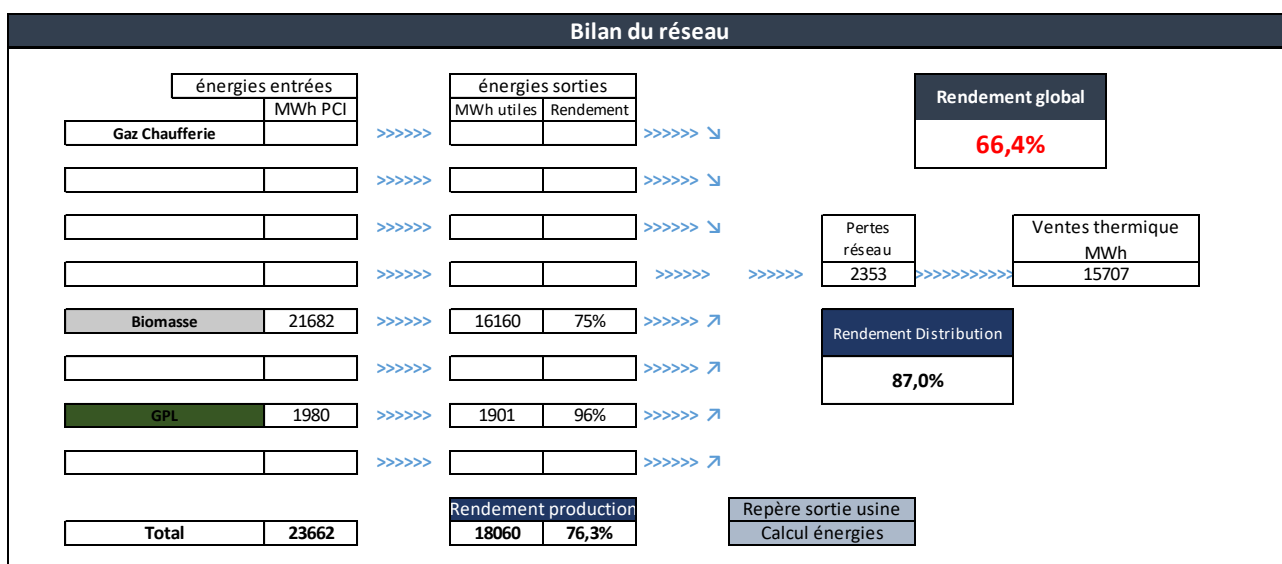 Bilan du réseau
énergies entrées énergies sorties
MWh PCI MWh utiles Rendement Rendement global
Gaz Chaufferie >>>>>> >>>>>> ↘
66,4%
>>>>>> >>>>>> ↘
>>>>>> >>>>>> ↘ Pertes Ventes thermique
réseau MWh
>>>>>> >>>>>> >>>>>> 2353 >>>>>>>>>>> 15707
Biomasse 21682 >>>>>> 16160 75% >>>>>> ↗
Rendement Distribution
>>>>>> >>>>>> ↗
87,0%
GPL 1980 >>>>>> 1901 96% >>>>>> ↗
>>>>>> >>>>>> ↗
Rendement production Repère sortie usine
Total 23662 18060 76,3% Calcul énergies